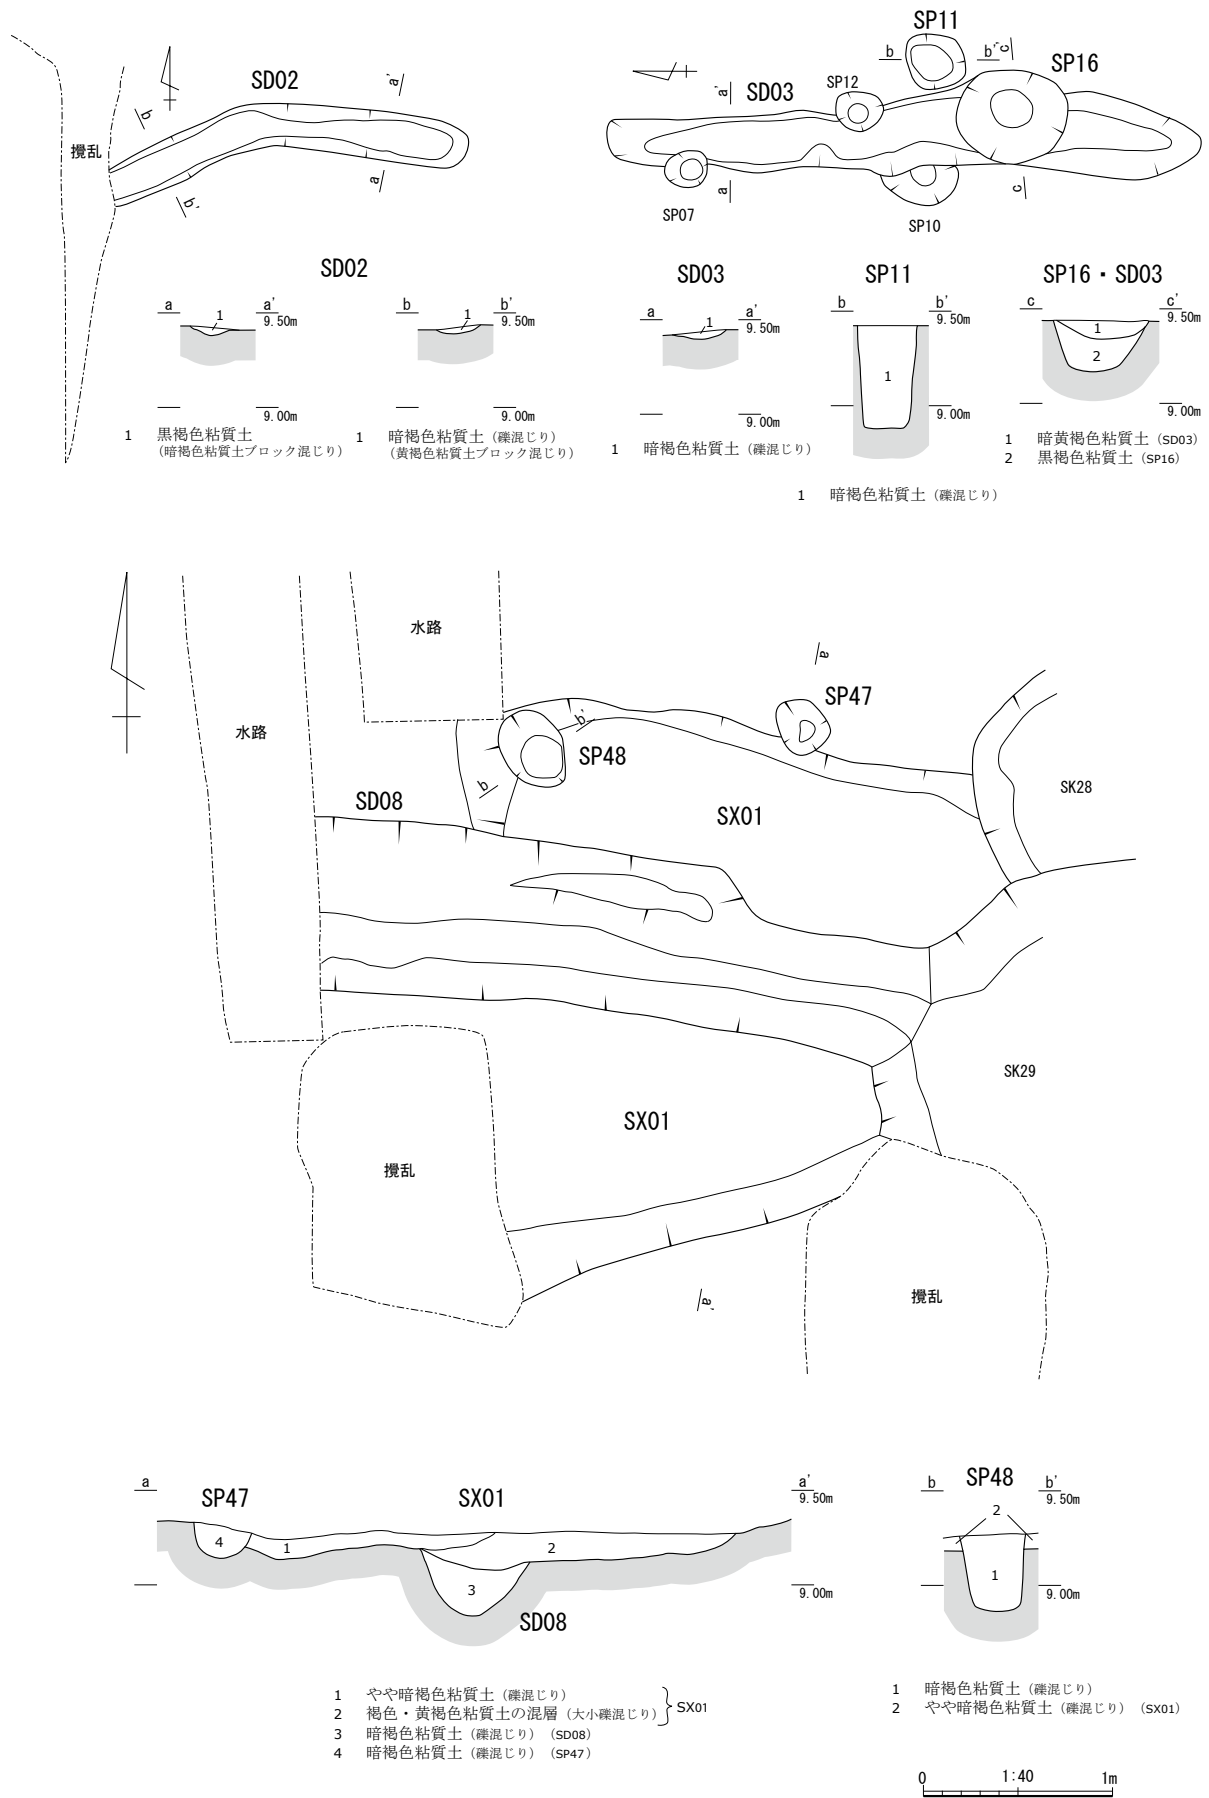 SD02
a'
b
攪乱
a
b'
SP11
b
b'
c
SP16
SP12
a'
SD03
a
c
SP07
SP10
SD02
a
1
a'
9.50m
9.00m
b
1
b'
9.50m
9.00m
1 黒褐色粘質土
(暗褐色粘質土ブロック混じり)
1 暗褐色粘質土(礫混じり)
(黄褐色粘質土ブロック混じり)
SD03
a
1
a'
9.50m
9.00m
1 暗褐色粘質土(礫混じり)
SP11
b
b'
9.50m
1
9.00m
1 暗褐色粘質土(礫混じり)
SP16・SD03
c
c'
9.50m
1
2
9.00m
1 暗黄褐色粘質土(SD03)
2 黒褐色粘質土(SP16)
水路
水路
a
SP47
b'
SP48
b
SD08
SX01
SK28
SX01
SK29
攪乱
攪乱
a'
a
SP47
SX01
a'
9.50m
4
1
2
3
SD08
9.00m
b
SP48
b'
9.50m
2
1
9.00m
1 やや暗褐色粘質土(礫混じり)
2 褐色・黄褐色粘質土の混層(大小礫混じり)
SX01
3 暗褐色粘質土(礫混じり)(SD08)
4 暗褐色粘質土(礫混じり)(SP47)
1 暗褐色粘質土(礫混じり)
2 やや暗褐色粘質土(礫混じり)(SX01)
0 1:40 1m